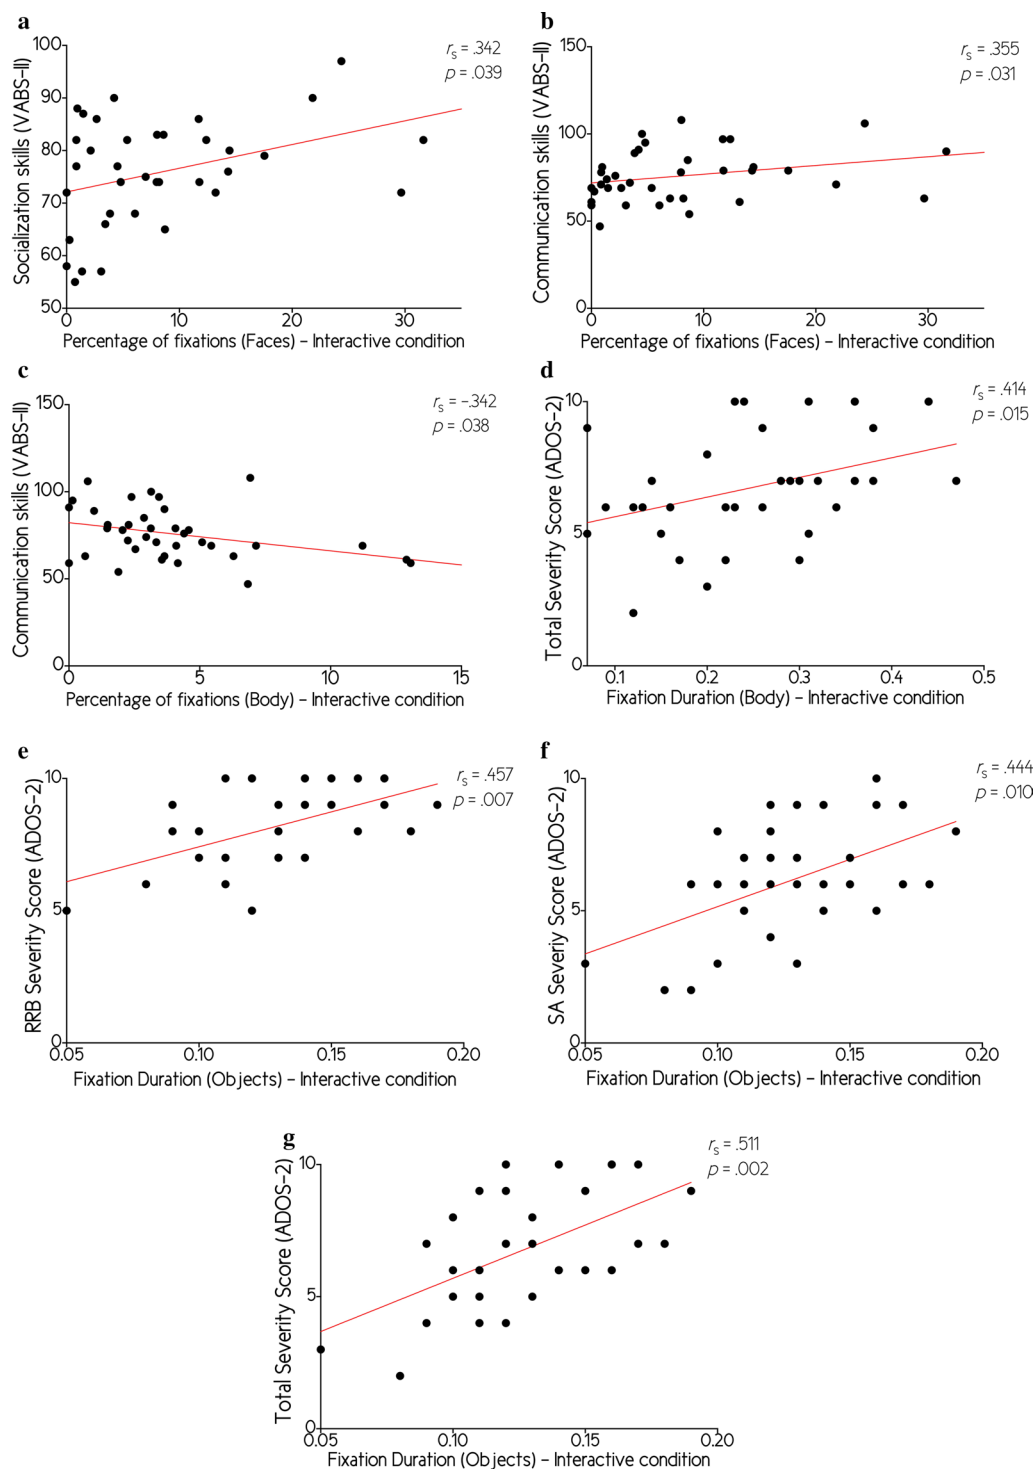 a
r_s = .342
p = .039
Socialization skills (VABS-II)
100
90
80
70
60
50
0
10
20
30
Percentage of fixations (Faces) - Interactive condition
b
r_s = .355
p = .031
Communication skills (VABS-II)
150
100
50
0
0
10
20
30
Percentage of fixations (Faces) - Interactive condition
c
r_s = -.342
p = .038
Communication skills (VABS-II)
150
100
50
0
0
5
10
15
Percentage of fixations (Body) - Interactive condition
d
r_s = .414
p = .015
Total Severity Score (ADOS-2)
10
5
0
0.1
0.2
0.3
0.4
0.5
Fixation Duration (Body) - Interactive condition
e
r_s = .457
p = .007
RRB Severity Score (ADOS-2)
10
5
0
0.05
0.10
0.15
0.20
Fixation Duration (Objects) - Interactive condition
f
r_s = .444
p = .010
SA Severiy Score (ADOS-2)
10
5
0
0.05
0.10
0.15
0.20
Fixation Duration (Objects) - Interactive condition
g
r_s = .511
p = .002
Total Severity Score (ADOS-2)
10
5
0
0.05
0.10
0.15
0.20
Fixation Duration (Objects) - Interactive condition